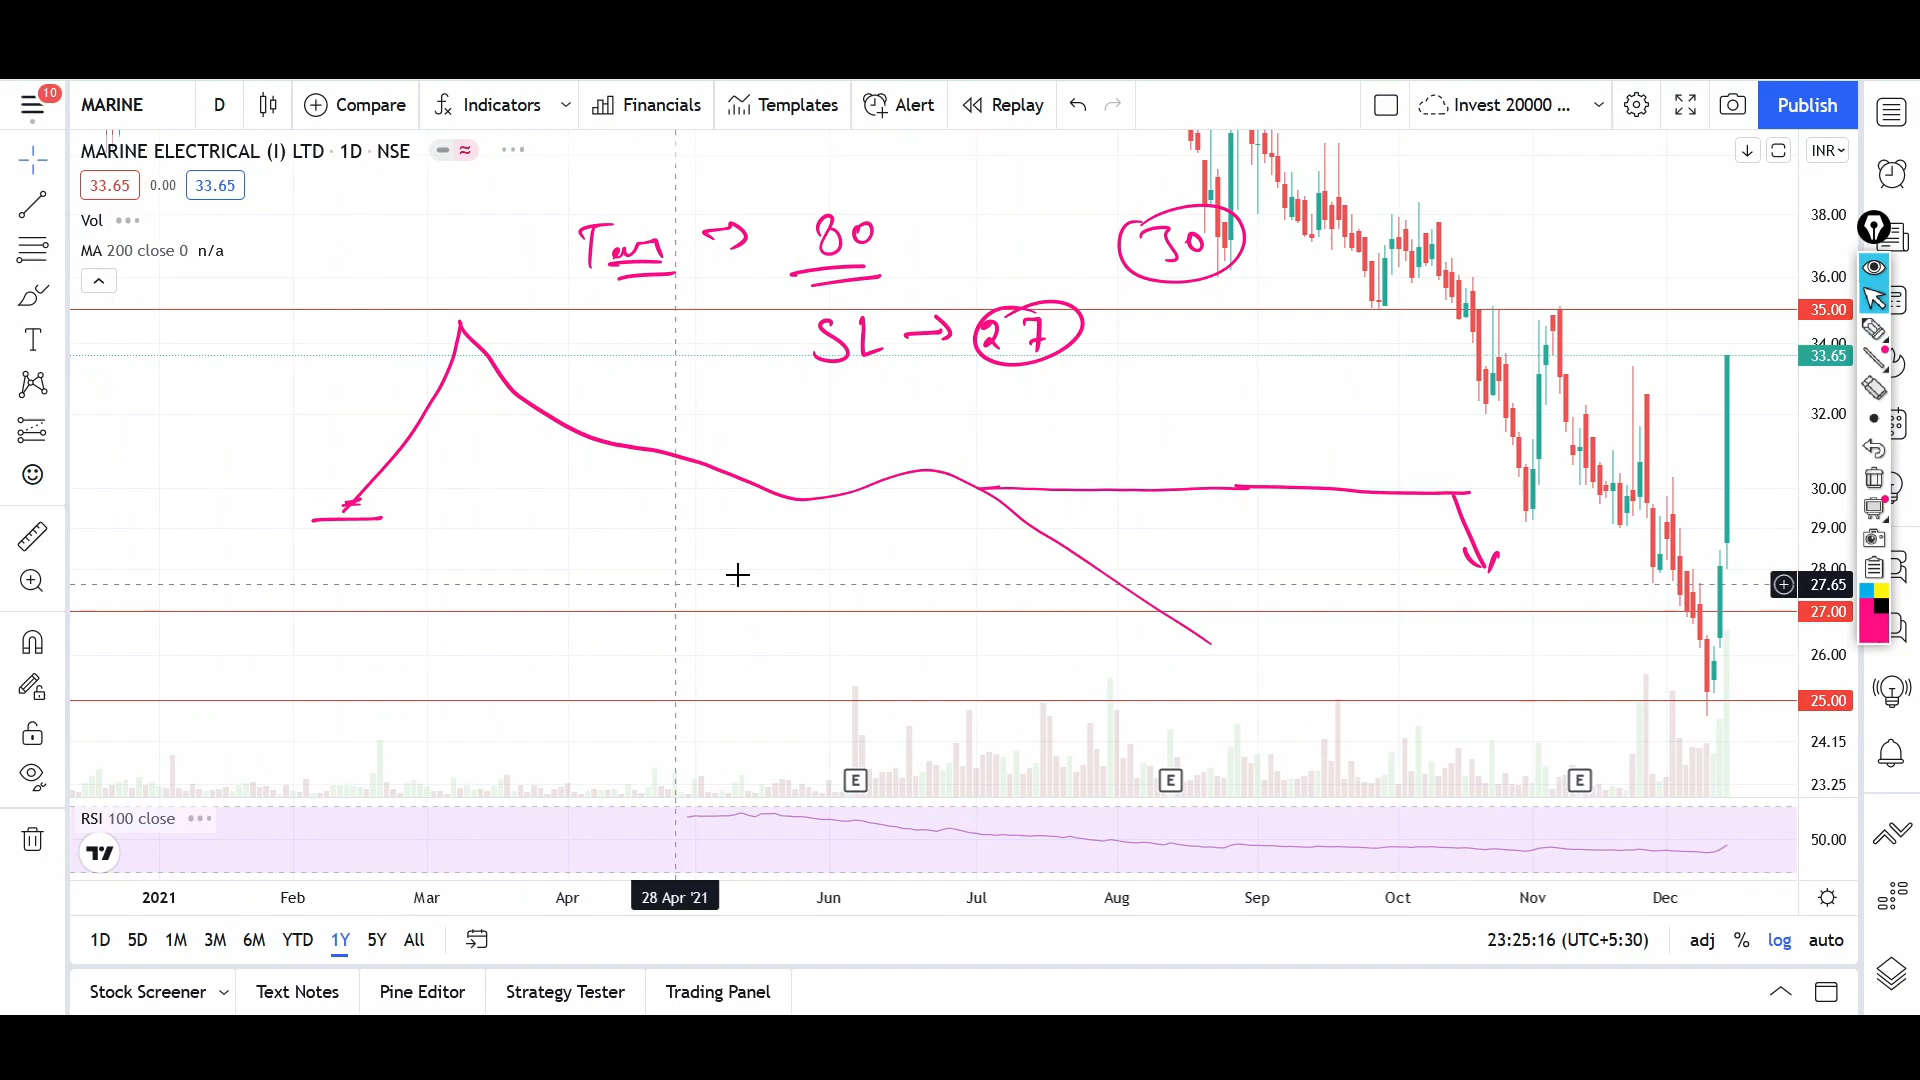 10
MARINE D Compare Indicators Financials Templates Alert Replay Invest 20000 ... Publish
MARINE ELECTRICAL (I) LTD · 1D · NSE
INR
33.65 0.00 33.65
Vol
MA 200 close 0 n/a
80
30
SL → 27
38.00
36.00
35.00
34.00
33.65
32.00
30.00
29.00
28.00
27.65
27.00
26.00
25.00
24.15
23.25
E E E
RSI 100 close
50.00
2021 Feb Mar Apr 28 Apr '21 Jun Jul Aug Sep Oct Nov Dec
1D 5D 1M 3M 6M YTD 1Y 5Y All 23:25:16 (UTC+5:30) adj % log auto
Stock Screener Text Notes Pine Editor Strategy Tester Trading Panel